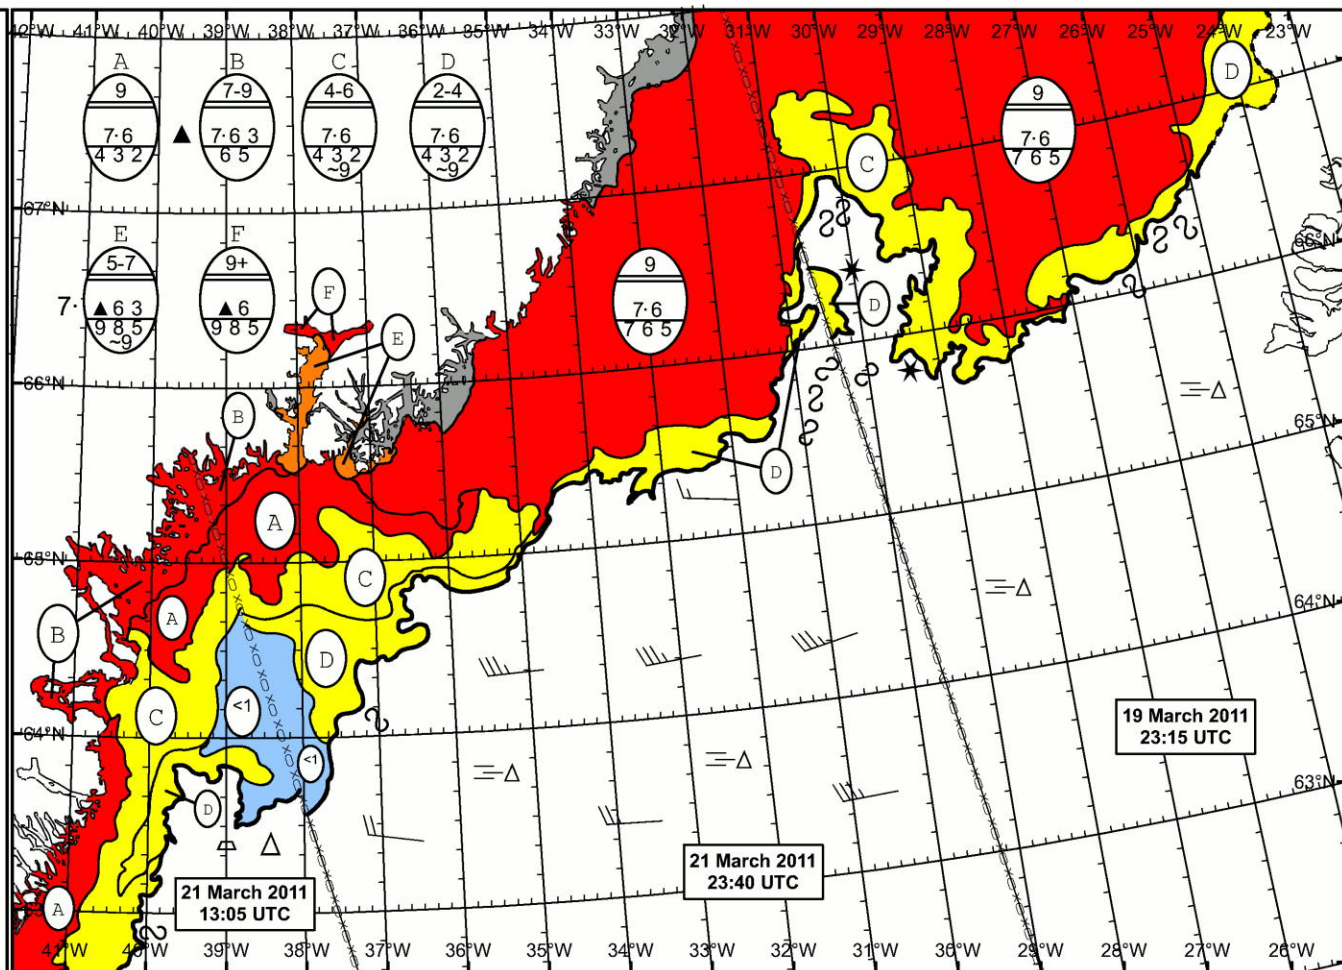 42°W 41°W 40°W 39°W 38°W 37°W 36°W 35°W 34°W 33°W 32°W 31°W 30°W 29°W 28°W 27°W 26°W 25°W 24°W 23°W
A B C D
9 7-9 4-6 2-4
7·6 ▲ 7·6 3 7·6 7·6
4 3 2 6 5 4 3 2 4 3 2
~9 ~9
D
9
7·6
7 6 5
C
67°N
E F
5-7 9+
7· ▲ 6 3 ▲ 6
9 8 5 9 8 5
~9
66°N
9
7·6
7 6 5
F
D
E
66°N
B
65°N
D
A
65°N
C
A
64°N
B
D
C
<1
19 March 2011
23:15 UTC
64°N
<1
63°N
D
21 March 2011
23:40 UTC
21 March 2011
13:05 UTC
A
41°W 40°W 39°W 38°W 37°W 36°W 35°W 34°W 33°W 32°W 31°W 30°W 29°W 28°W 27°W 26°W